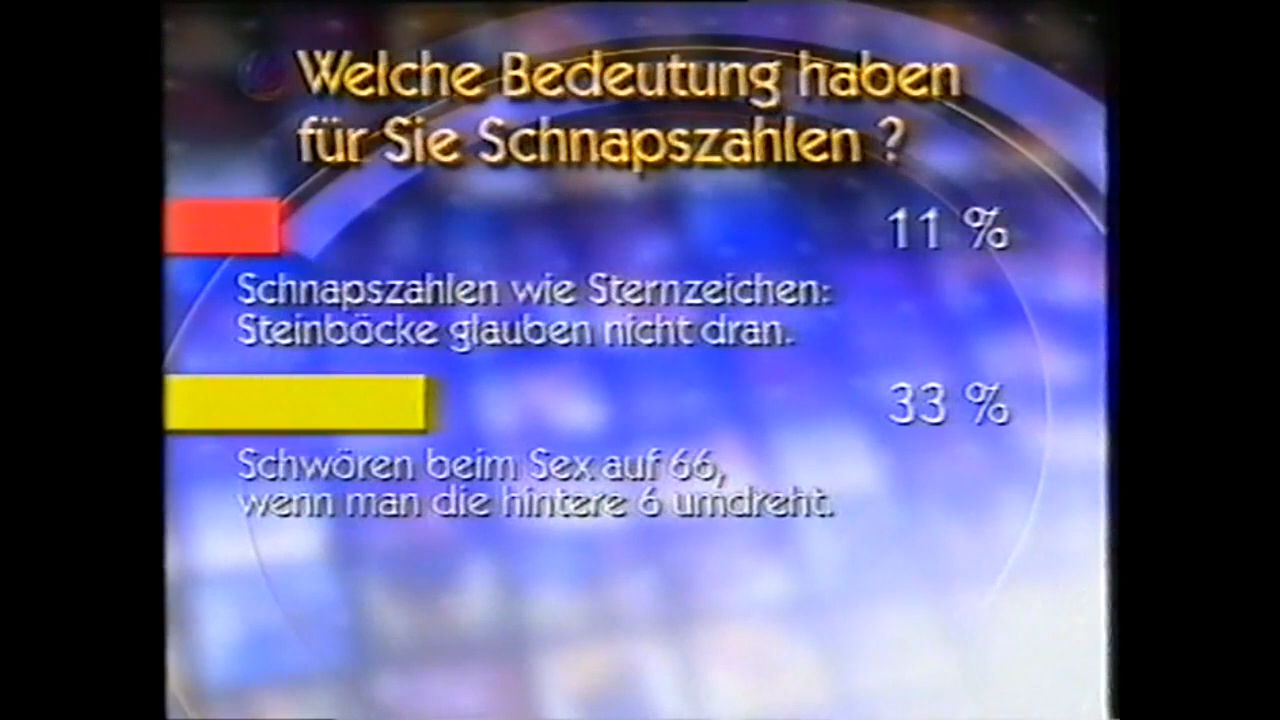 Welche Bedeutung haben
für Sie Schnapszahlen ?
11 %
Schnapszahlen wie Sternzeichen:
Steinböcke glauben nicht dran.
33 %
Schwören beim Sex auf 66,
wenn man die hintere 6 umdreht.